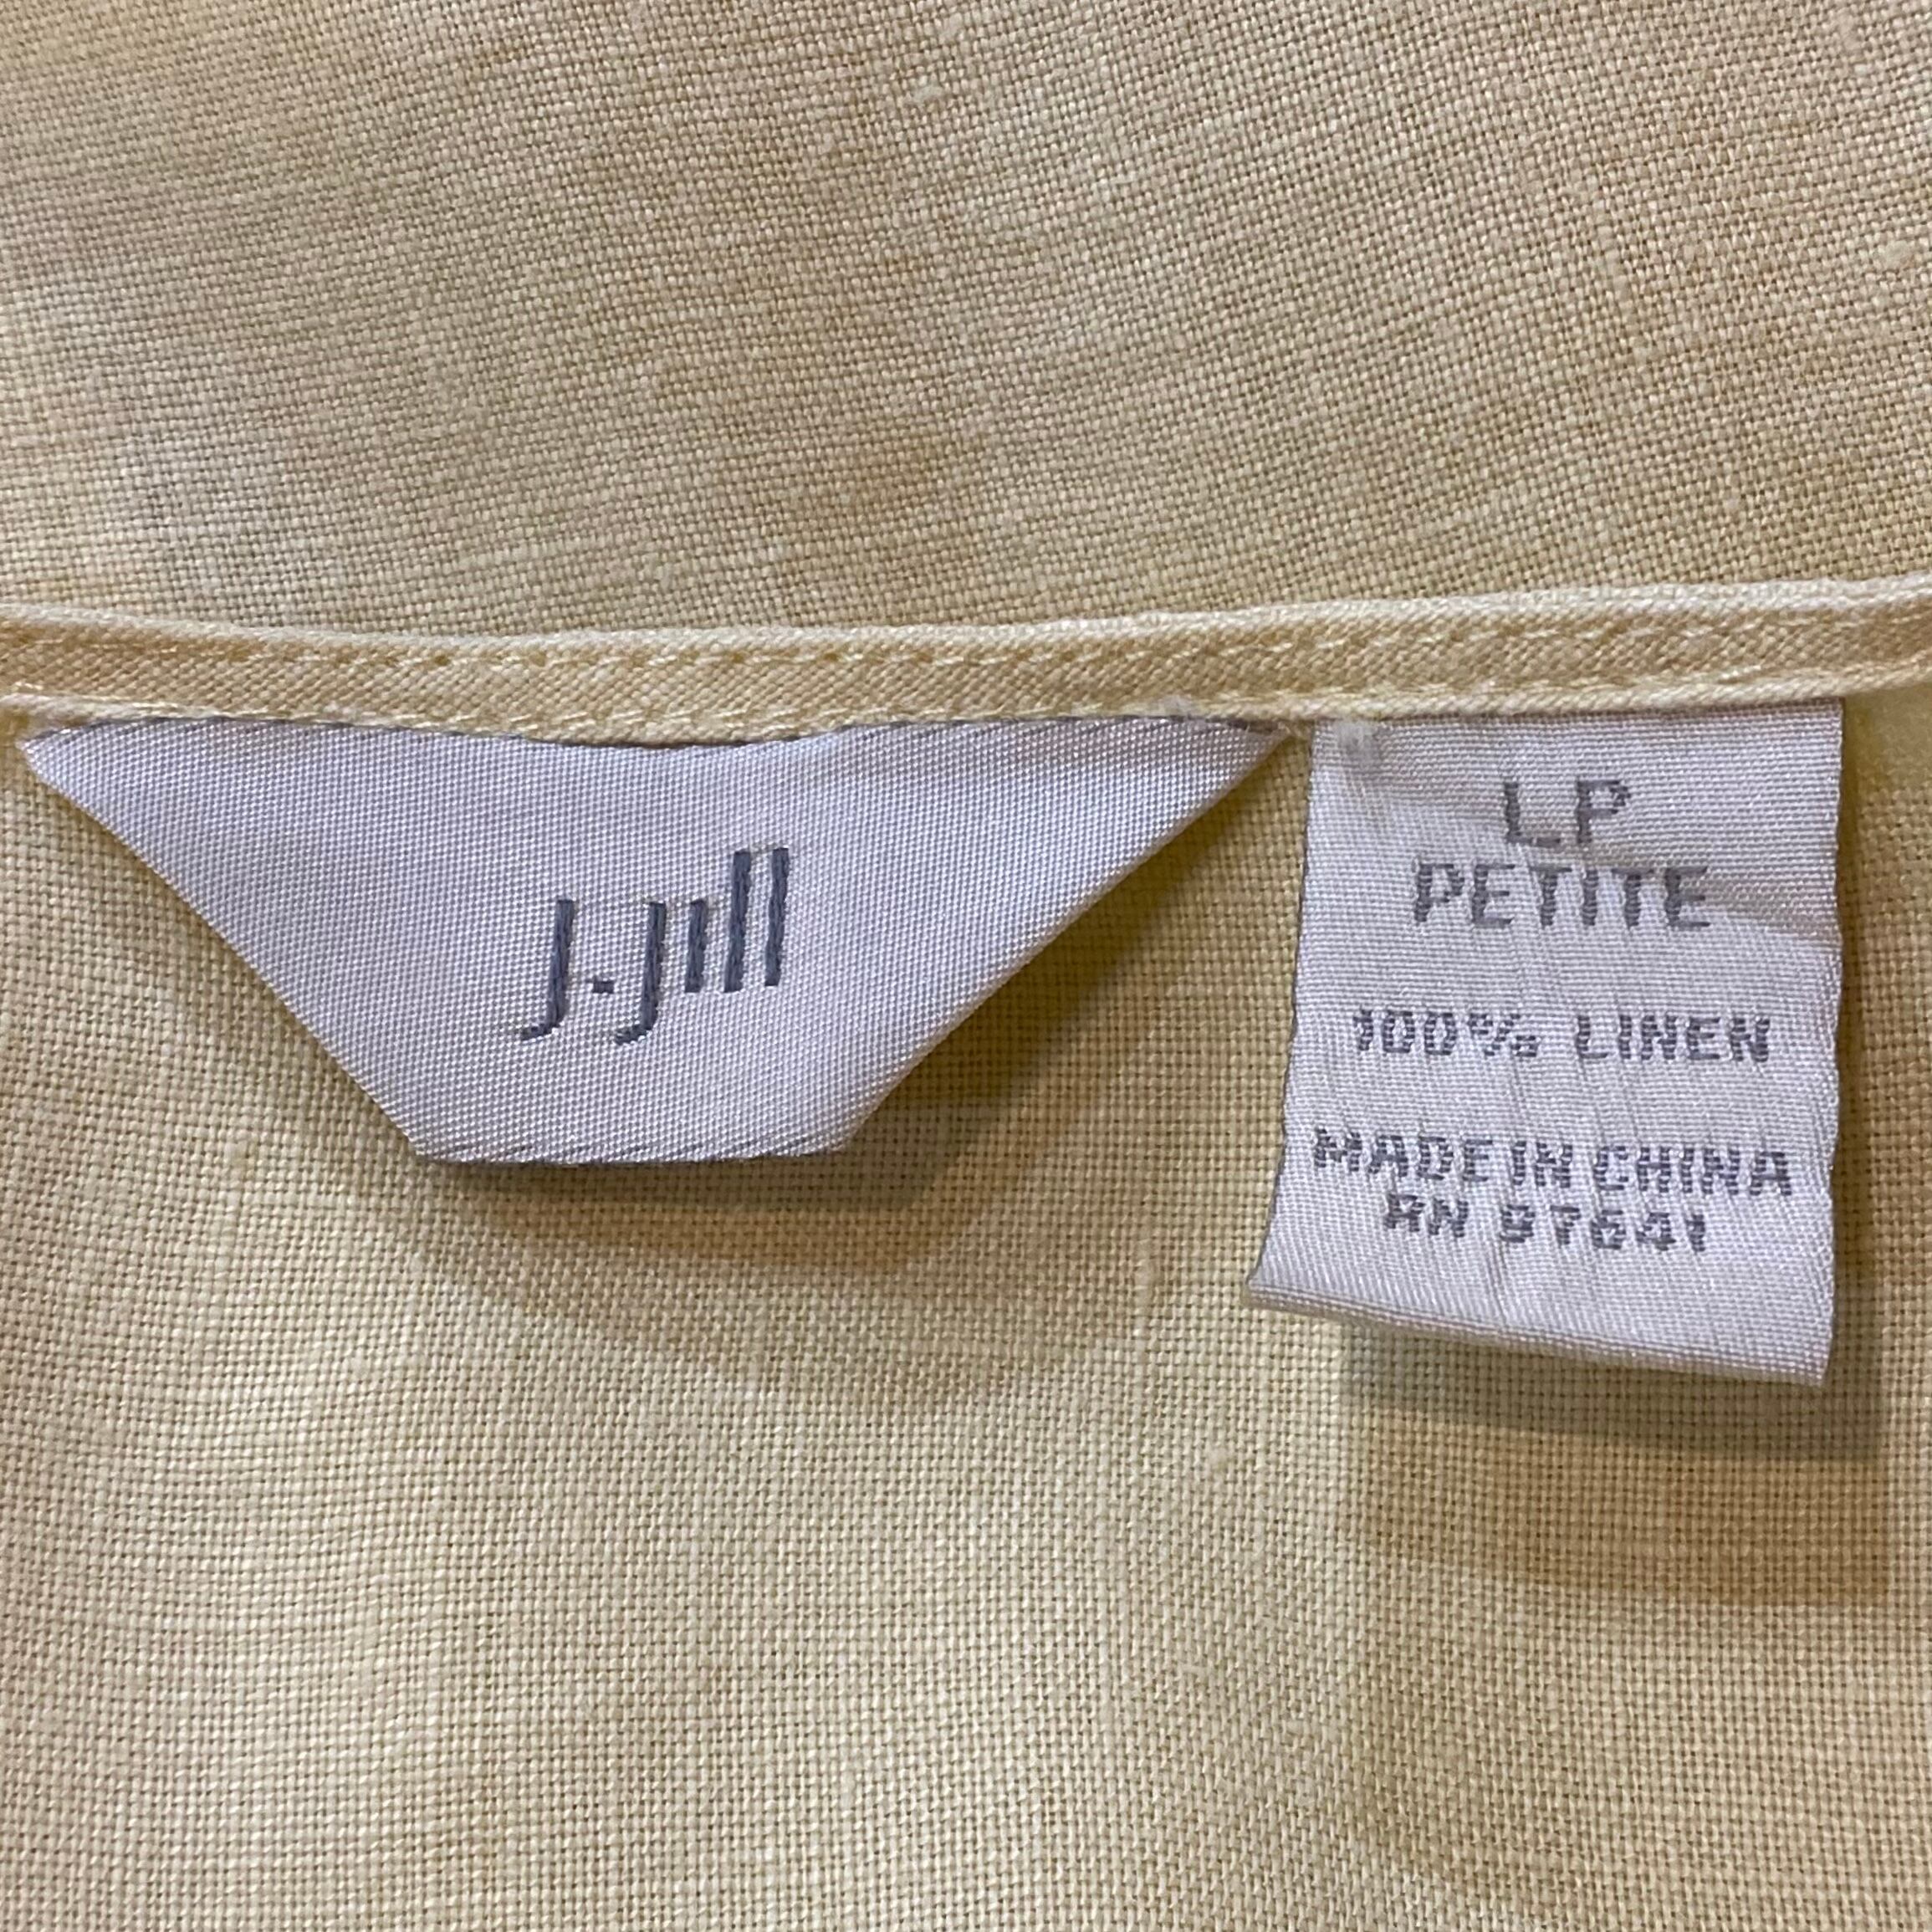 J.Jill
LP
PETITE
100% LINEN
MADE IN CHINA
RN 97641